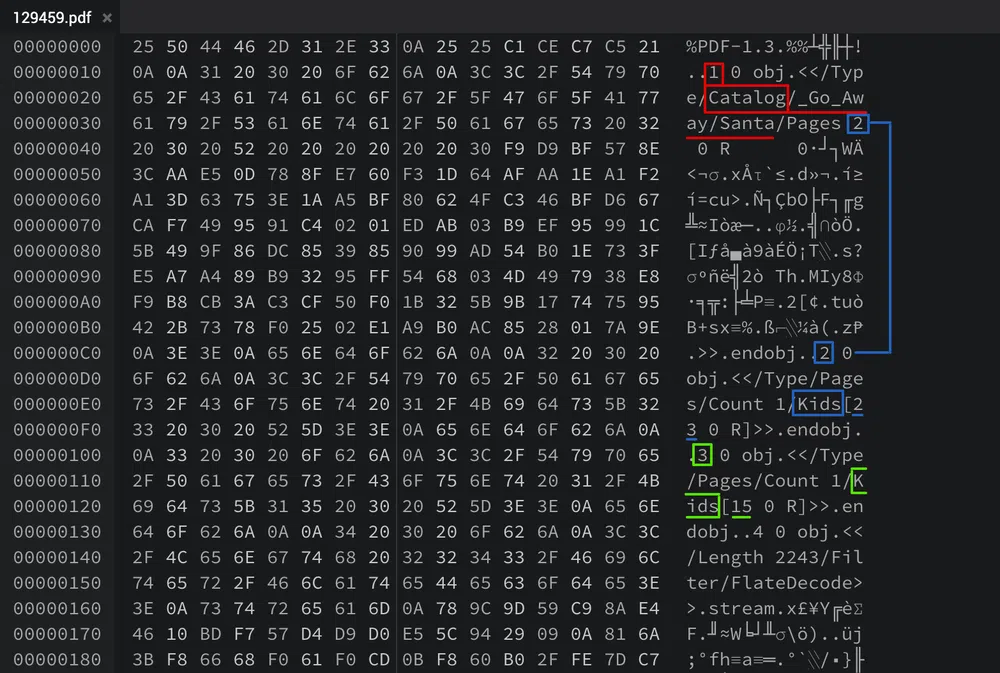 129459.pdf ×
00000000 25 50 44 46 2D 31 2E 33 0A 25 25 C1 CE C7 C5 21 %PDF-1.3.%%┴╬╟┼!
00000010 0A 0A 31 20 30 20 6F 62 6A 0A 3C 3C 2F 54 79 70 ..1 0 obj.<</Typ
00000020 65 2F 43 61 74 61 6C 6F 67 2F 5F 47 6F 5F 41 77 e/Catalog/_Go_Aw
00000030 61 79 2F 53 61 6E 74 61 2F 50 61 67 65 73 20 32 ay/Santa/Pages 2
00000040 20 30 20 52 20 20 20 20 20 20 30 F9 D9 BF 57 8E 0 R      0·┘┐WÄ
00000050 3C AA E5 0D 78 8F E7 60 F3 1D 64 AF AA 1E A1 F2 <¬σ.xÅτ`≤.d»¬.í≥
00000060 A1 3D 63 75 3E 1A A5 BF 80 62 4F C3 46 BF D6 67 í=cu>.Ñ┐ÇbO├F┐╓g
00000070 CA F7 49 95 91 C4 02 01 ED AB 03 B9 EF 95 99 1C ╩≈Iòæ─..φ½.╣∩òÖ.
00000080 5B 49 9F 86 DC 85 39 85 90 99 AD 54 B0 1E 73 3F [Iƒå▄à9àÉÖ¡T░.s?
00000090 E5 A7 A4 89 B9 32 95 FF 54 68 03 4D 49 79 38 E8 σºñë╣2ò Th.MIy8Φ
000000A0 F9 B8 CB 3A C3 CF 50 F0 1B 32 5B 9B 17 74 75 95 ·╕╦:├╧P≡.2[¢.tuò
000000B0 42 2B 73 78 F0 25 02 E1 A9 B0 AC 85 28 01 7A 9E B+sx≡%.ß⌐░¼à(.z₧
000000C0 0A 3E 3E 0A 65 6E 64 6F 62 6A 0A 0A 32 20 30 20 .>>.endobj..2 0
000000D0 6F 62 6A 0A 3C 3C 2F 54 79 70 65 2F 50 61 67 65 obj.<</Type/Page
000000E0 73 2F 43 6F 75 6E 74 20 31 2F 4B 69 64 73 5B 32 s/Count 1/Kids[2
000000F0 33 20 30 20 52 5D 3E 3E 0A 65 6E 64 6F 62 6A 0A 3 0 R]>>.endobj.
00000100 0A 33 20 30 20 6F 62 6A 0A 3C 3C 2F 54 79 70 65 .3 0 obj.<</Type
00000110 2F 50 61 67 65 73 2F 43 6F 75 6E 74 20 31 2F 4B /Pages/Count 1/K
00000120 69 64 73 5B 31 35 20 30 20 52 5D 3E 3E 0A 65 6E ids[15 0 R]>>.en
00000130 64 6F 62 6A 0A 0A 34 20 30 20 6F 62 6A 0A 3C 3C dobj..4 0 obj.<<
00000140 2F 4C 65 6E 67 74 68 20 32 32 34 33 2F 46 69 6C /Length 2243/Fil
00000150 74 65 72 2F 46 6C 61 74 65 44 65 63 6F 64 65 3E ter/FlateDecode>
00000160 3E 0A 73 74 72 65 61 6D 0A 78 9C 9D 59 C9 8A E4 >.stream.x£¥Y╔èΣ
00000170 46 10 BD F7 57 D4 D9 D0 E5 5C 94 29 09 0A 81 6A F.╜≈W╘┘╨σ\ö)..üj
00000180 3B F8 66 68 F0 61 F0 CD 0B F8 60 B0 2F FE 7D C7 ;°fh≡a≡═.°`░/▪}╟